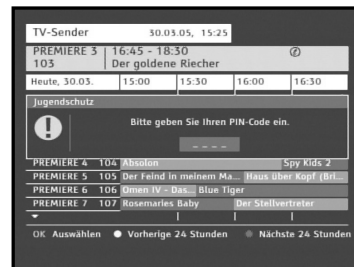 TV-Sender 30.03.05, 15:25
PREMIERE 3 16:45 - 18:30
103 Der goldene Riecher
Heute, 30.03. 15:00 15:30 16:00 16:30
Jugendschutz
Bitte geben Sie Ihren PIN-Code ein.
_ _ _ _
PREMIERE 4 104 Absolon Spy Kids 2
PREMIERE 5 105 Der Feind in meinem Ma... Haus über Kopf (Bri...
PREMIERE 6 106 Omen IV - Das... Blue Tiger
PREMIERE 7 107 Rosemaries Baby Der Stellvertreter
OK Auswählen Vorherige 24 Stunden Nächste 24 Stunden